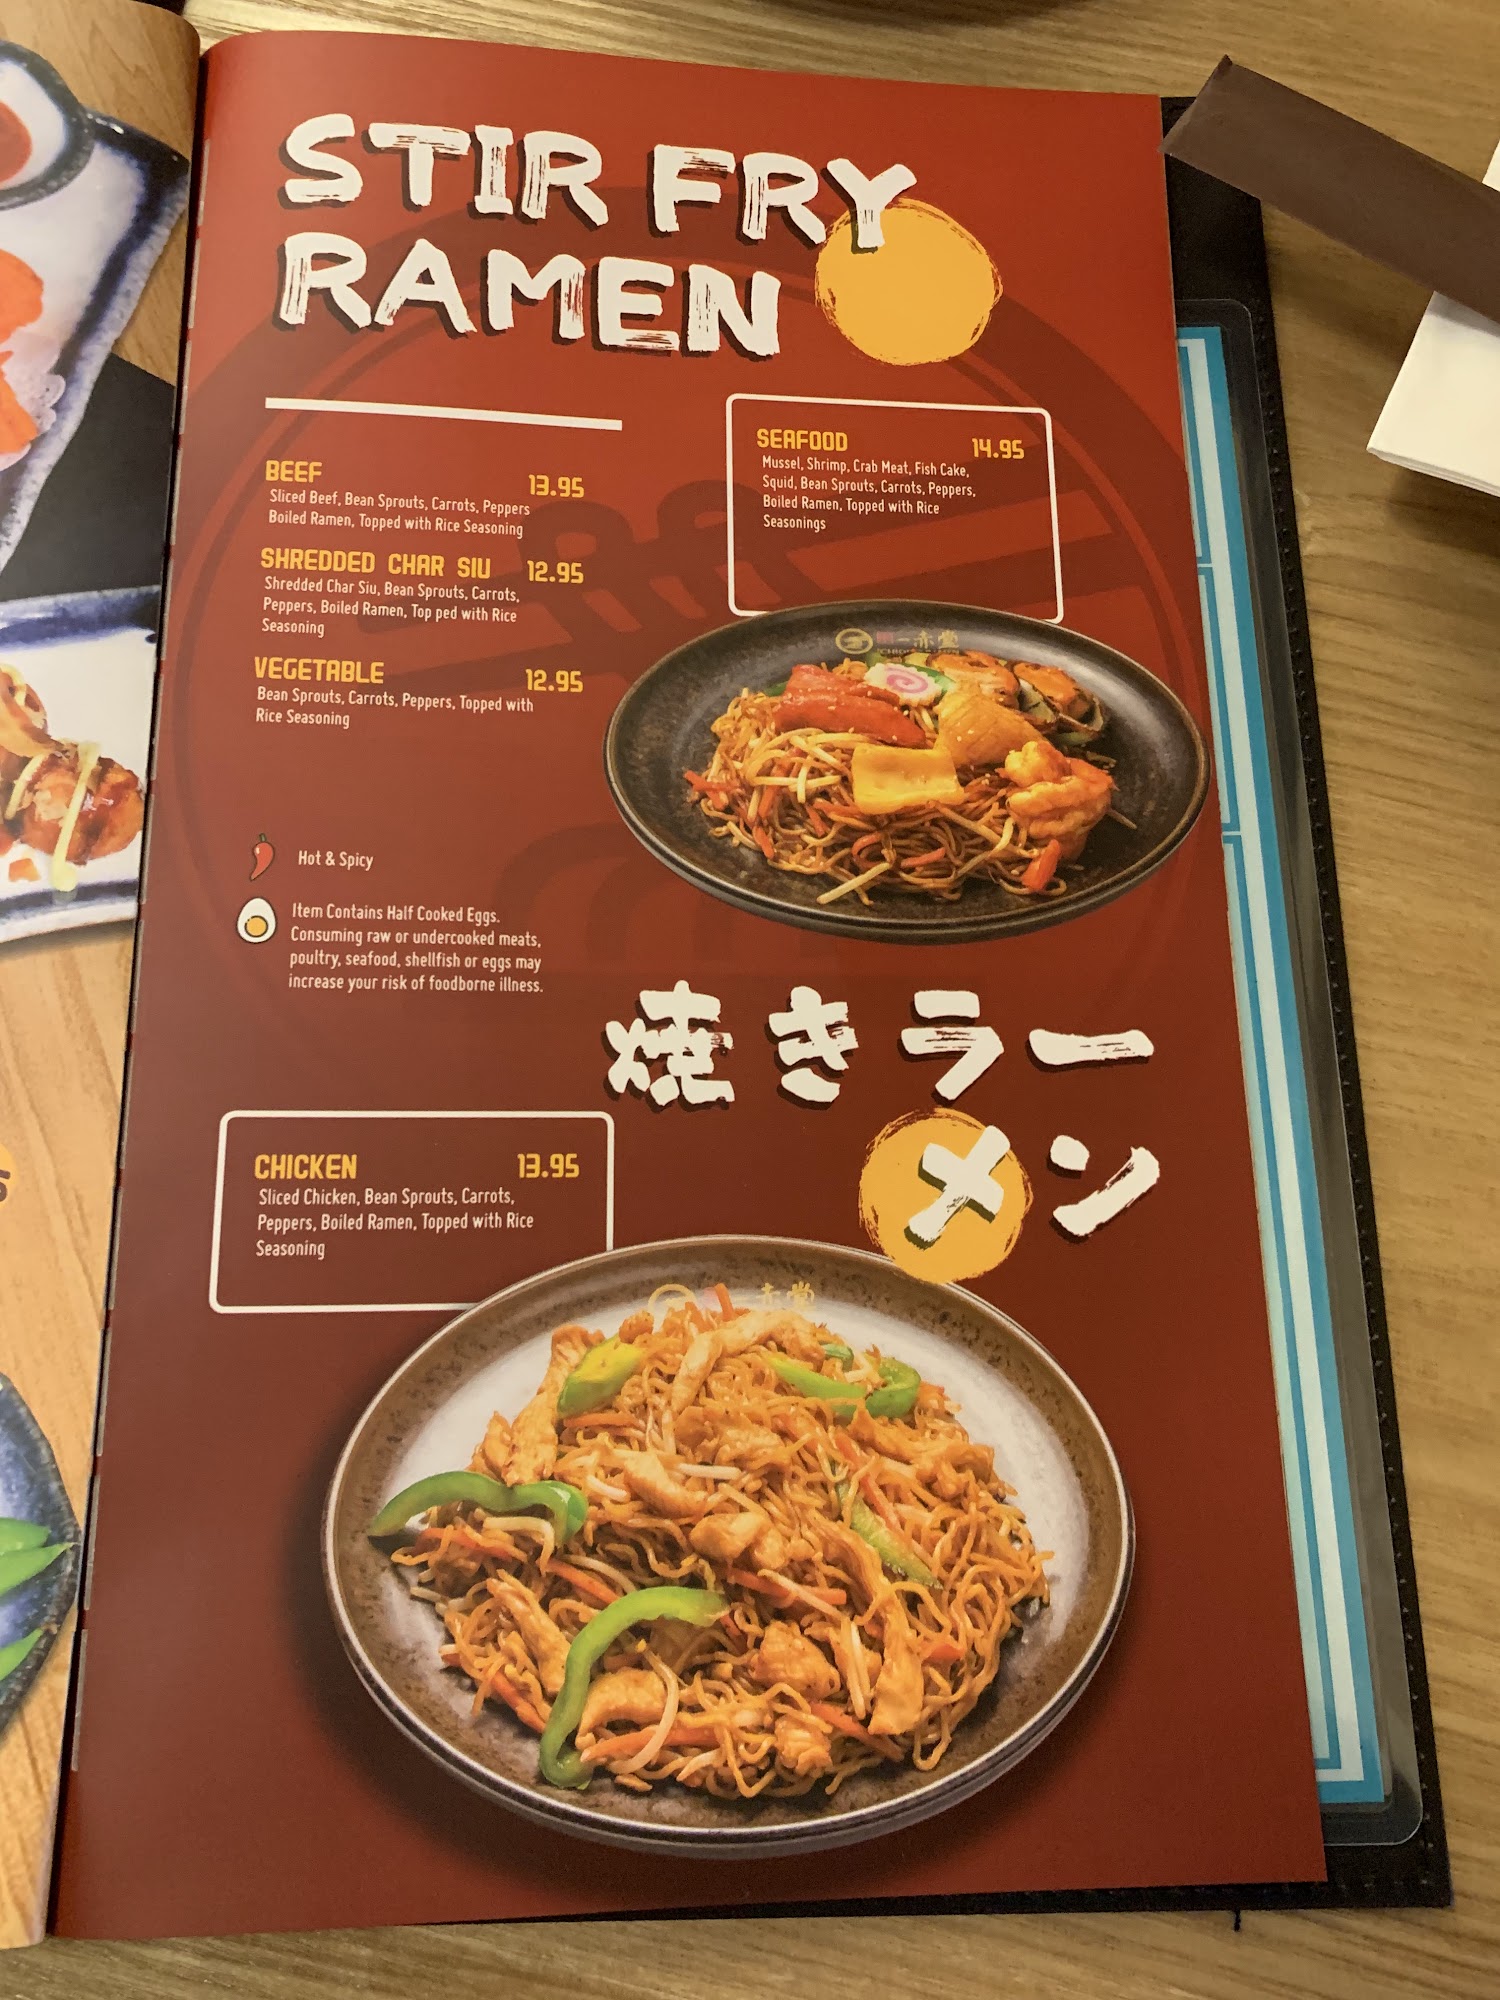 STIR FRY
RAMEN
BEEF 13.95
Sliced Beef, Bean Sprouts, Carrots, Peppers
Boiled Ramen, Topped with Rice Seasoning
SHREDDED CHAR SIU 12.95
Shredded Char Siu, Bean Sprouts, Carrots,
Peppers, Boiled Ramen, Top ped with Rice
Seasoning
VEGETABLE 12.95
Bean Sprouts, Carrots, Peppers, Topped with
Rice Seasoning
SEAFOOD 14.95
Mussel, Shrimp, Crab Meat, Fish Cake,
Squid, Bean Sprouts, Carrots, Peppers,
Boiled Ramen, Topped with Rice
Seasonings
一赤堂
Hot & Spicy
Item Contains Half Cooked Eggs.
Consuming raw or undercooked meats,
poultry, seafood, shellfish or eggs may
increase your risk of foodborne illness.
焼きラー
メン
CHICKEN 13.95
Sliced Chicken, Bean Sprouts, Carrots,
Peppers, Boiled Ramen, Topped with Rice
Seasoning
赤堂